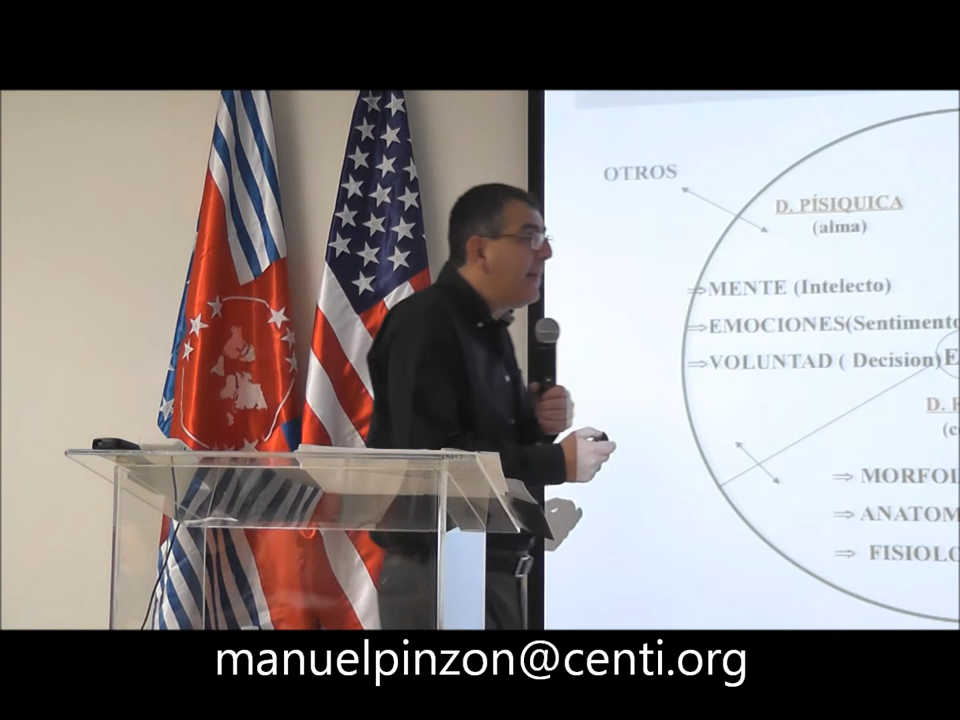 OTROS
D. PÍSIQUICA
(alma)
⇒MENTE (Intelecto)
⇒EMOCIONES(Sentimento
⇒VOLUNTAD ( Decision)
E
D. E
(c
⇒ MORFOL
⇒ ANATOM
⇒ FISIOLO
manuelpinzon@centi.org